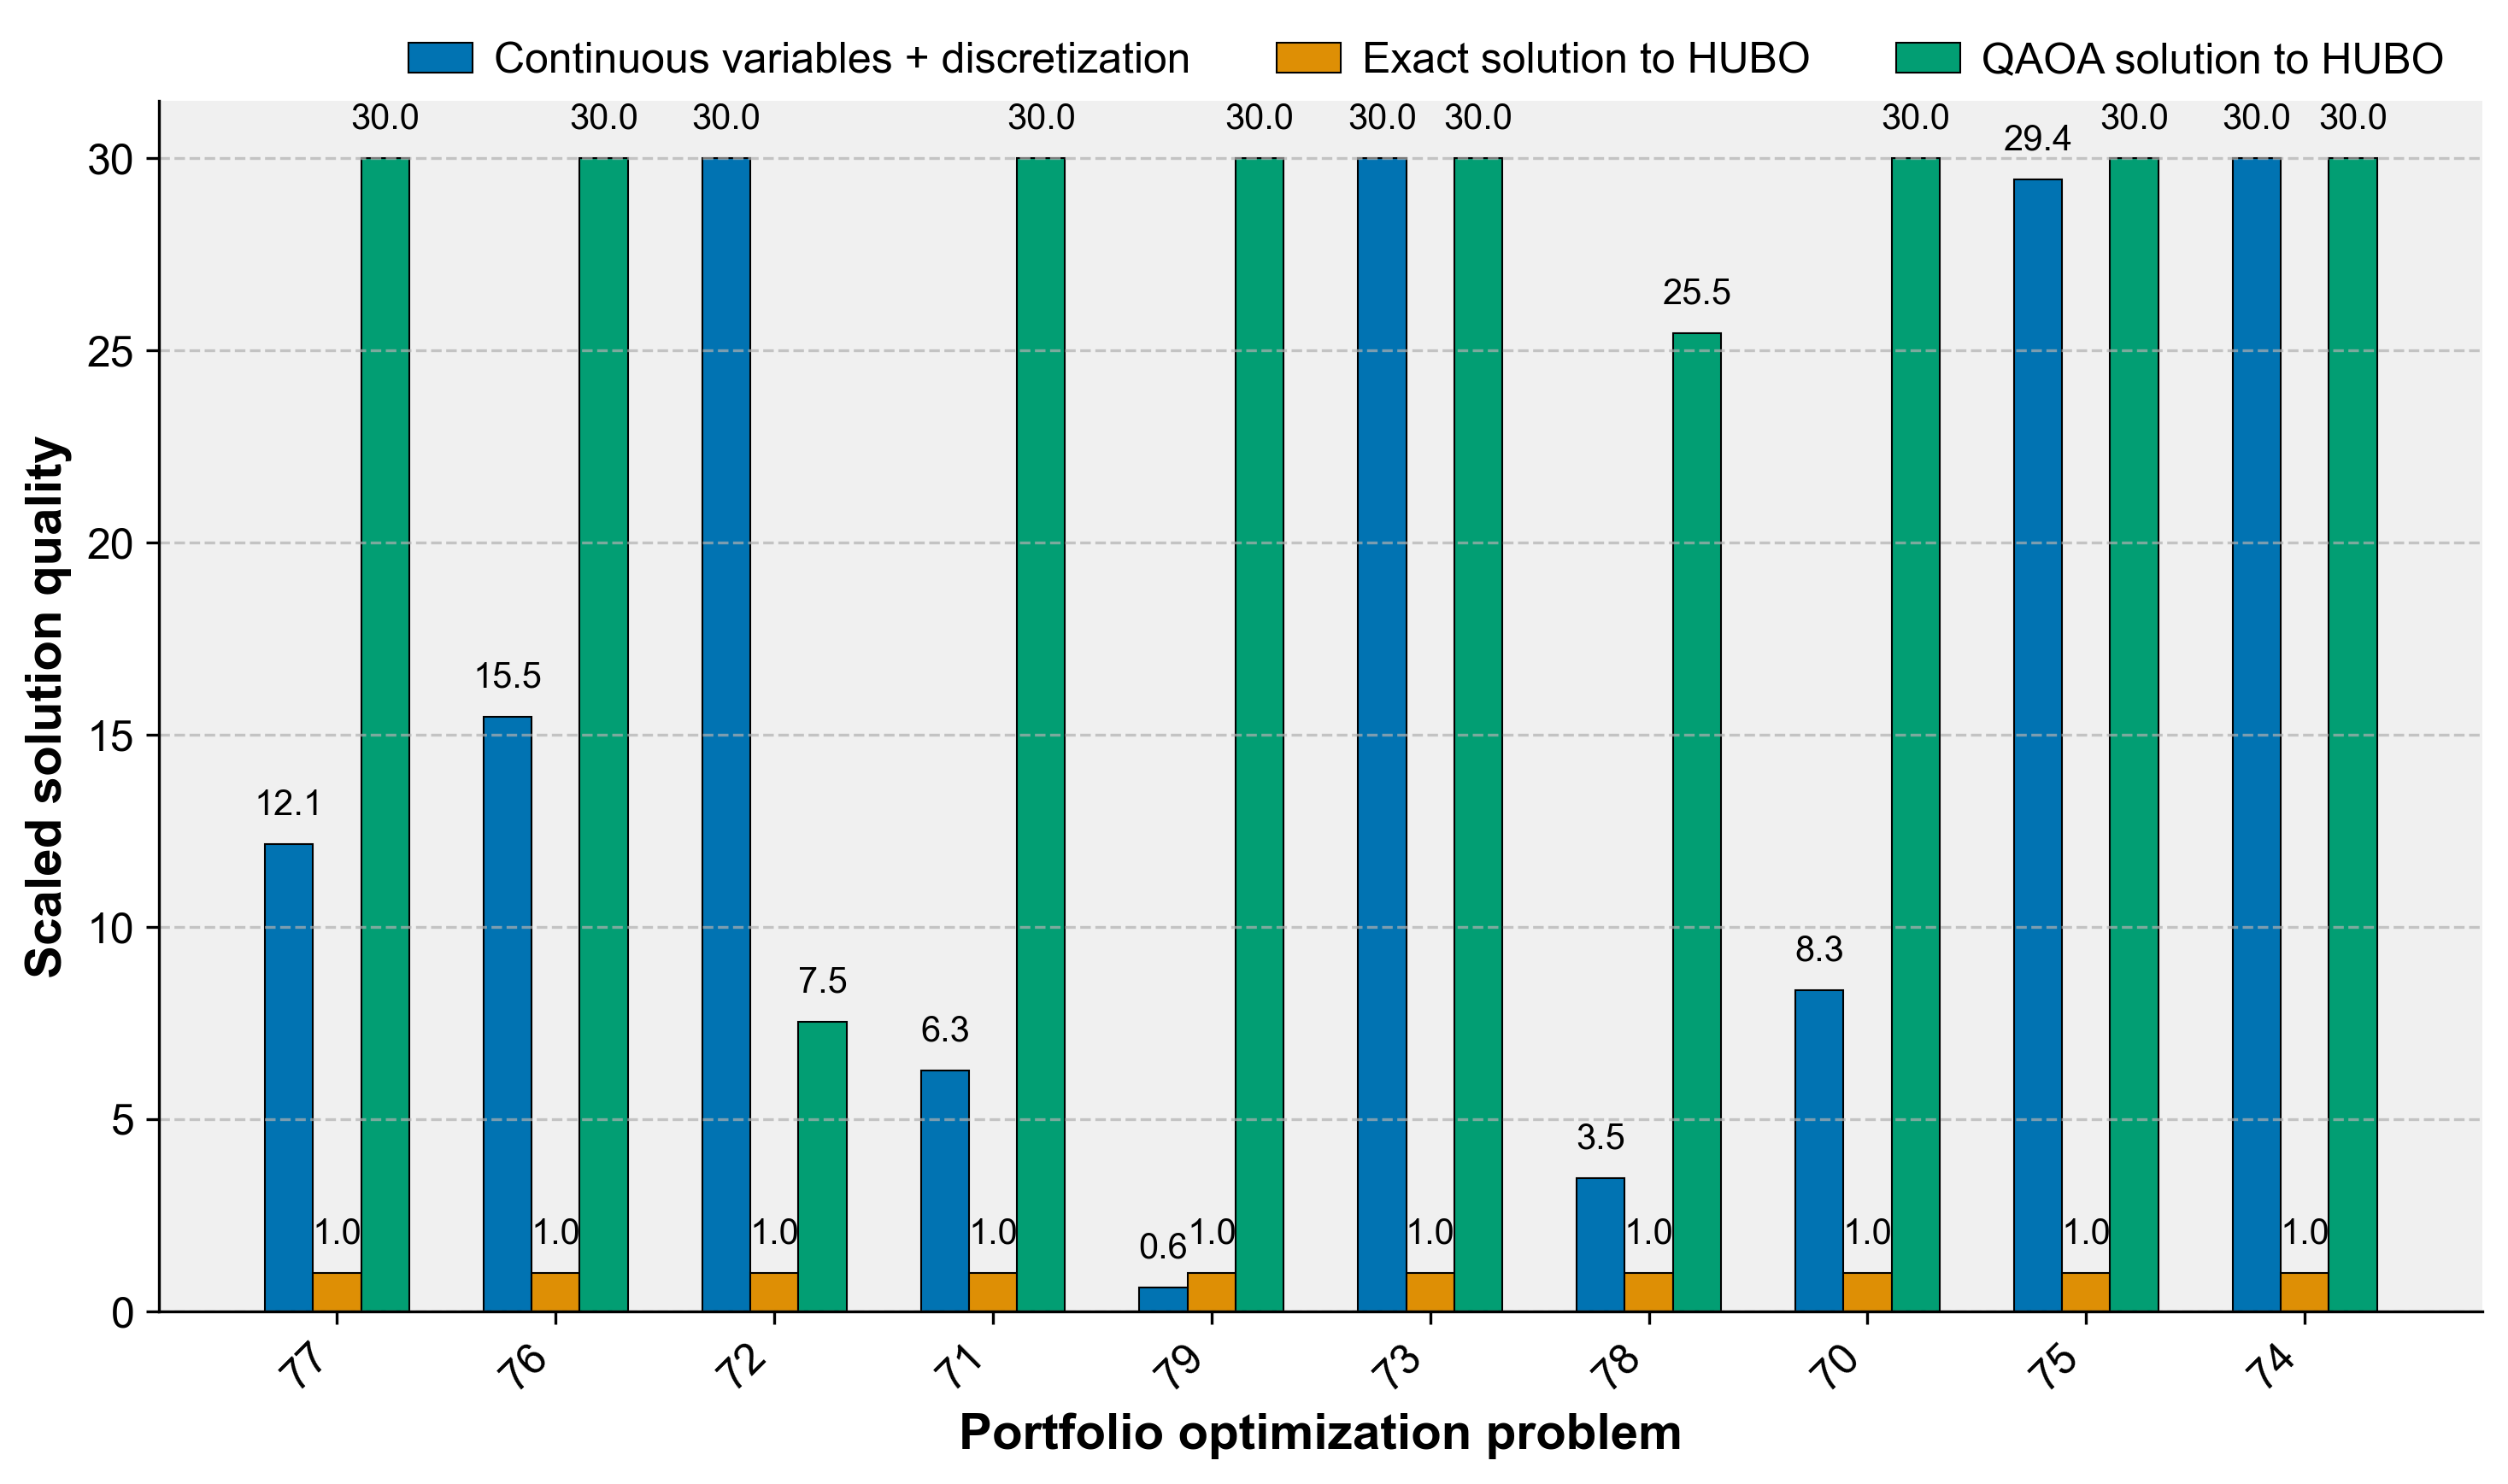 Continuous variables + discretization Exact solution to HUBO QAOA solution to HUBO
30.0 30.0 30.0 30.0 30.0 30.0 30.0 30.0 30.0 30.0 30.0
29.4
30
25.5
25
20
15.5
15
12.1
10
8.3
7.5
6.3
5
3.5
1.0 1.0 1.0 1.0 1.0 1.0 1.0 1.0 1.0 1.0
0.6
0
77 76 72 71 79 73 78 70 75 74
Scaled solution quality
Portfolio optimization problem